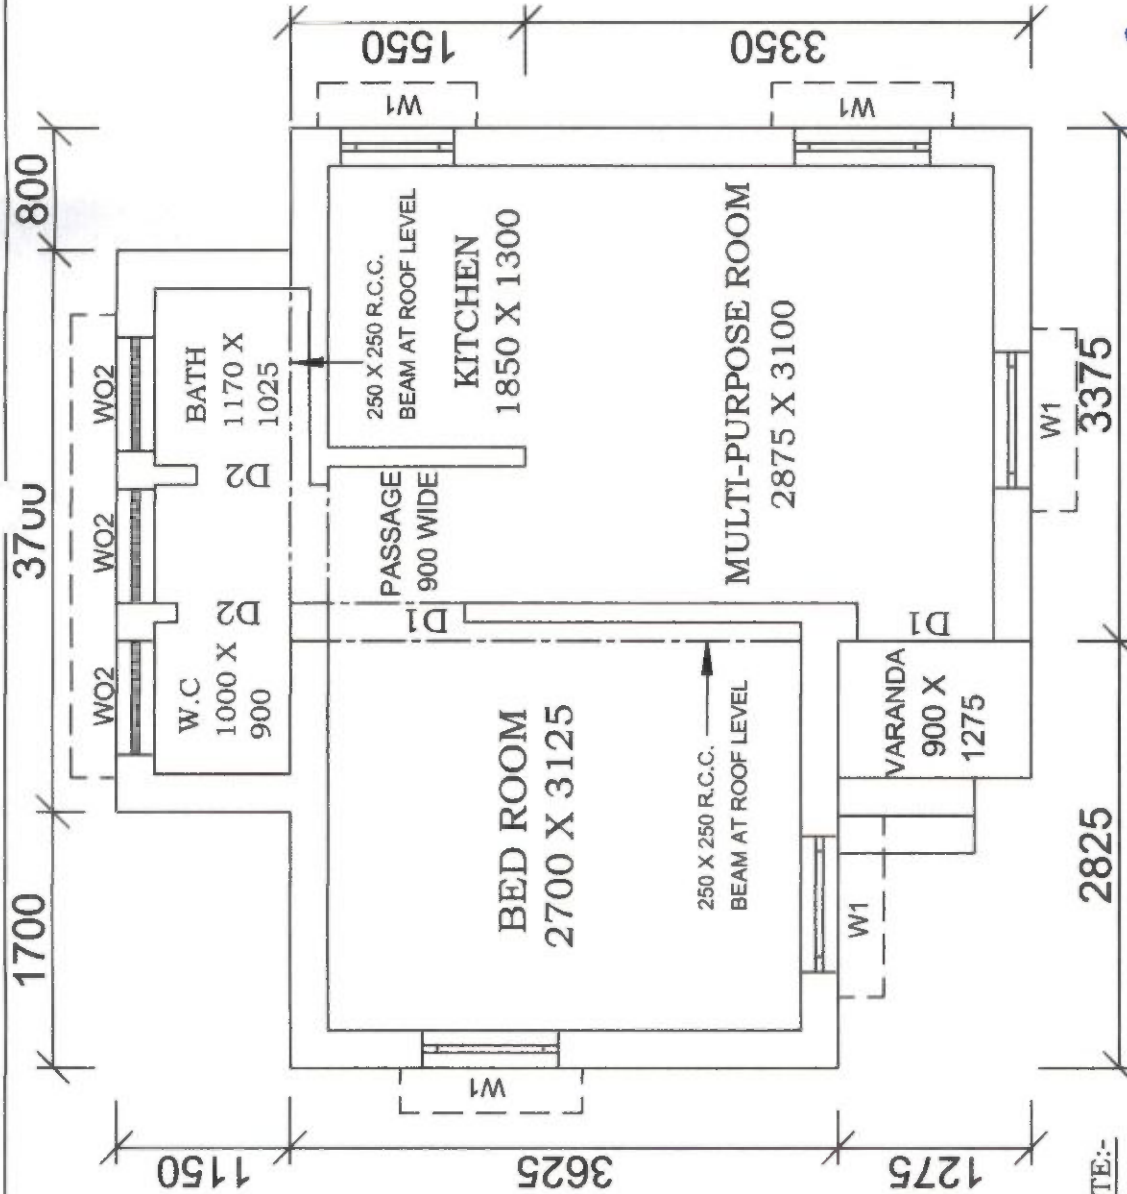 1700
3700
800
1550
3350
WO2
WO2
WO2
W1
W1
W.C
1000 X
900
D2
D2
BATH
1170 X
1025
250 X 250 R.C.C.
BEAM AT ROOF LEVEL
KITCHEN
1850 X 1300
PASSAGE
900 WIDE
D1
BED ROOM
2700 X 3125
250 X 250 R.C.C.
BEAM AT ROOF LEVEL
MULTI-PURPOSE ROOM
2875 X 3100
D1
VARANDA
900 X
1275
W1
W1
W1
1150
3625
1275
2825
3375
TE:-